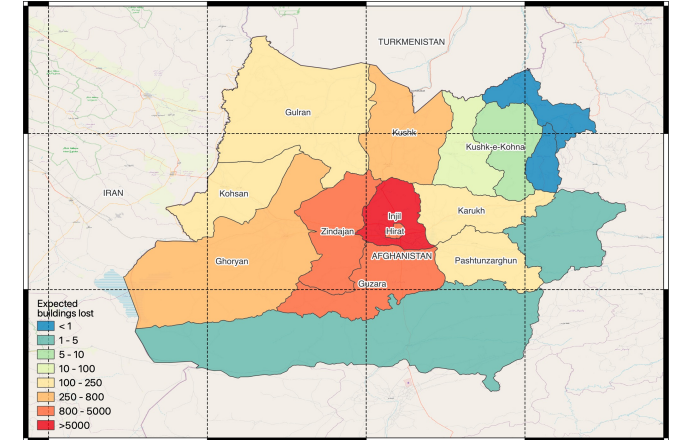 TURKMENISTAN
Gulran
Kushk
Kushk-e-Kohna
IRAN
Kohsan
Injil
Karukh
Zindajan
Hirat
AFGHANISTAN
Ghoryan
Pashtunzarghun
Guzara
Expected
buildings lost
< 1
1 - 5
5 - 10
10 - 100
100 - 250
250 - 800
800 - 5000
>5000